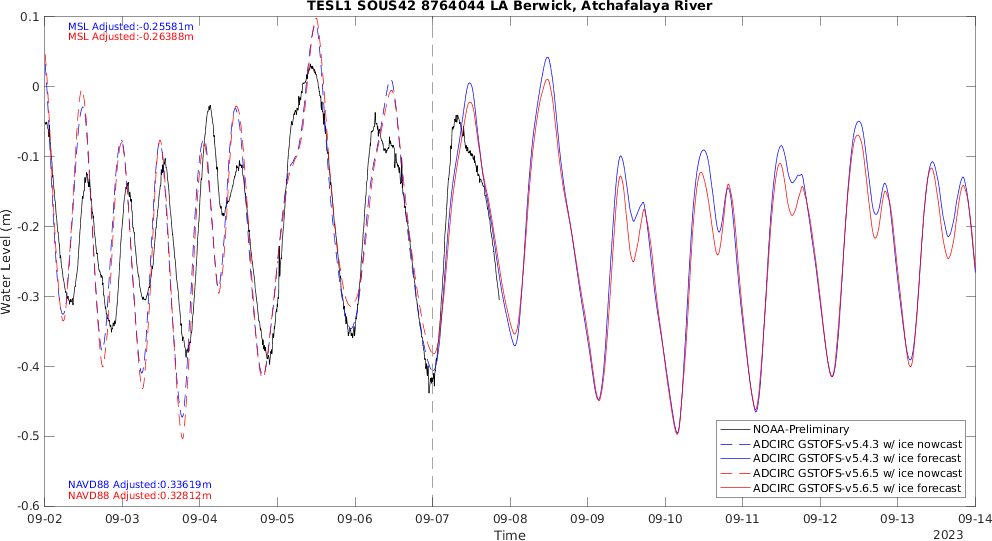 TESL1 SOUS42 8764044 LA Berwick, Atchafalaya River
MSL Adjusted:-0.25581m
MSL Adjusted:-0.26388m
0.1
0
-0.1
-0.2
-0.3
-0.4
-0.5
-0.6
Water Level (m)
NOAA-Preliminary
ADCIRC GSTOFS-v5.4.3 w/ ice nowcast
ADCIRC GSTOFS-v5.4.3 w/ ice forecast
ADCIRC GSTOFS-v5.6.5 w/ ice nowcast
ADCIRC GSTOFS-v5.6.5 w/ ice forecast
NAVD88 Adjusted:0.33619m
NAVD88 Adjusted:0.32812m
09-02 09-03 09-04 09-05 09-06 09-07 09-08 09-09 09-10 09-11 09-12 09-13 09-14
Time
2023